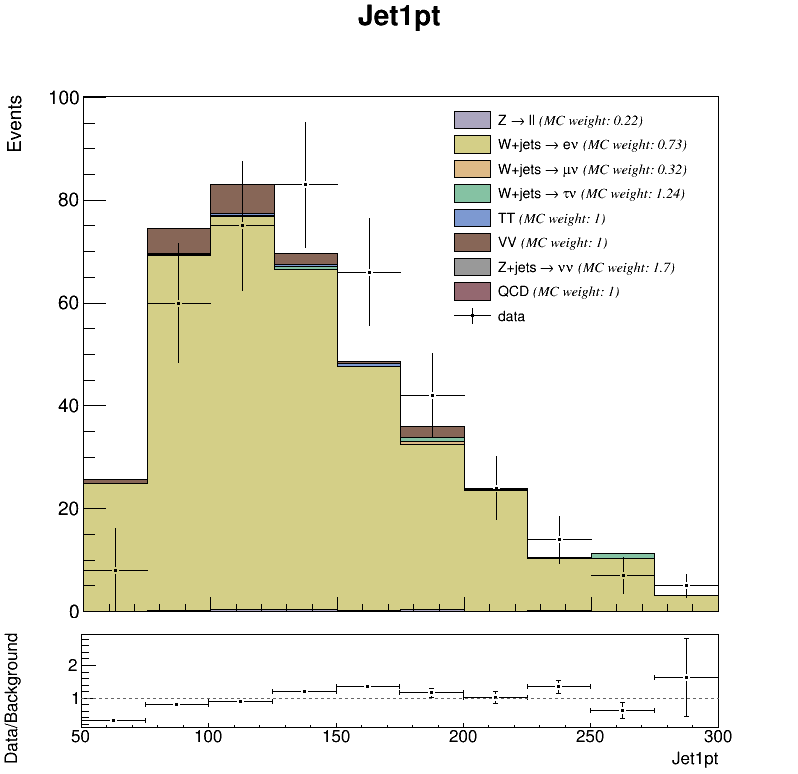 Jet1pt
Events
100
80
60
40
20
0
Z → ll (MC weight: 0.22)
W+jets → eν (MC weight: 0.73)
W+jets → μν (MC weight: 0.32)
W+jets → τν (MC weight: 1.24)
TT (MC weight: 1)
VV (MC weight: 1)
Z+jets → νν (MC weight: 1.7)
QCD (MC weight: 1)
data
Data/Background
2
1
50 100 150 200 250 300
Jet1pt